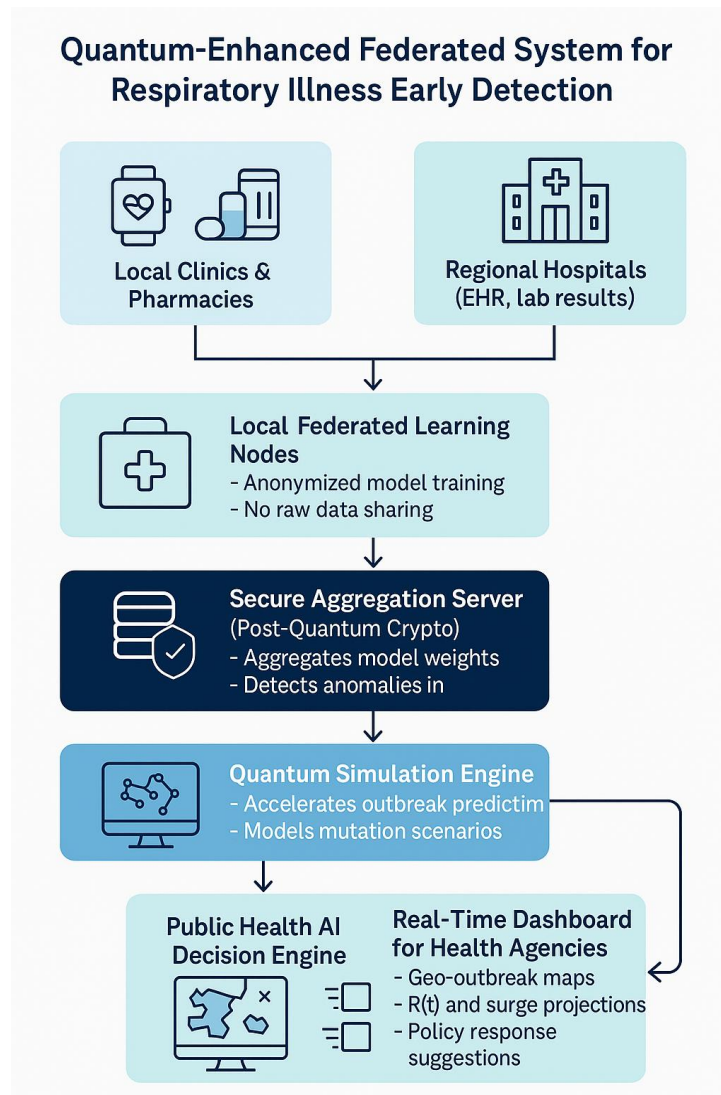 Quantum-Enhanced Federated System for
Respiratory Illness Early Detection
Local Clinics &
Pharmacies
Regional Hospitals
(EHR, lab results)
Local Federated Learning
Nodes
- Anonymized model training
- No raw data sharing
Secure Aggregation Server
(Post-Quantum Crypto)
- Aggregates model weights
- Detects anomalies in
Quantum Simulation Engine
- Accelerates outbreak predictim
- Models mutation scenarios
Public Health AI
Decision Engine
Real-Time Dashboard
for Health Agencies
- Geo-outbreak maps
- R(t) and surge projections
- Policy response
suggestions